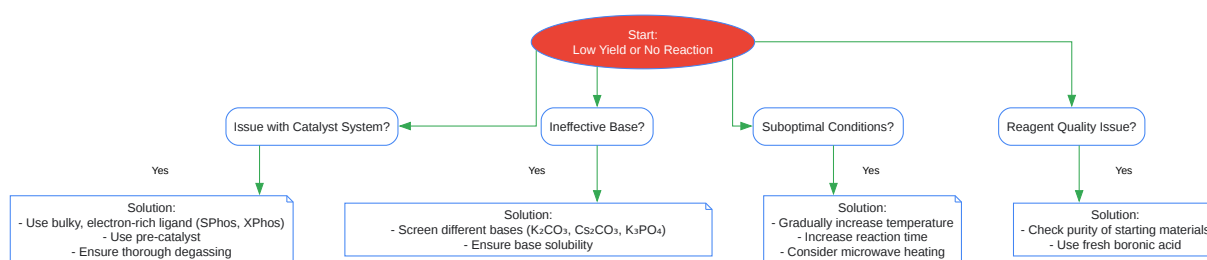 Start:
Low Yield or No Reaction
Issue with Catalyst System?
Ineffective Base?
Suboptimal Conditions?
Reagent Quality Issue?
Yes
Yes
Yes
Yes
Solution:
- Use bulky, electron-rich ligand (SPhos, XPhos)
- Use pre-catalyst
- Ensure thorough degassing
Solution:
- Screen different bases (K₂CO₃, Cs₂CO₃, K₃PO₄)
- Ensure base solubility
Solution:
- Gradually increase temperature
- Increase reaction time
- Consider microwave heating
Solution:
- Check purity of starting materials
- Use fresh boronic acid